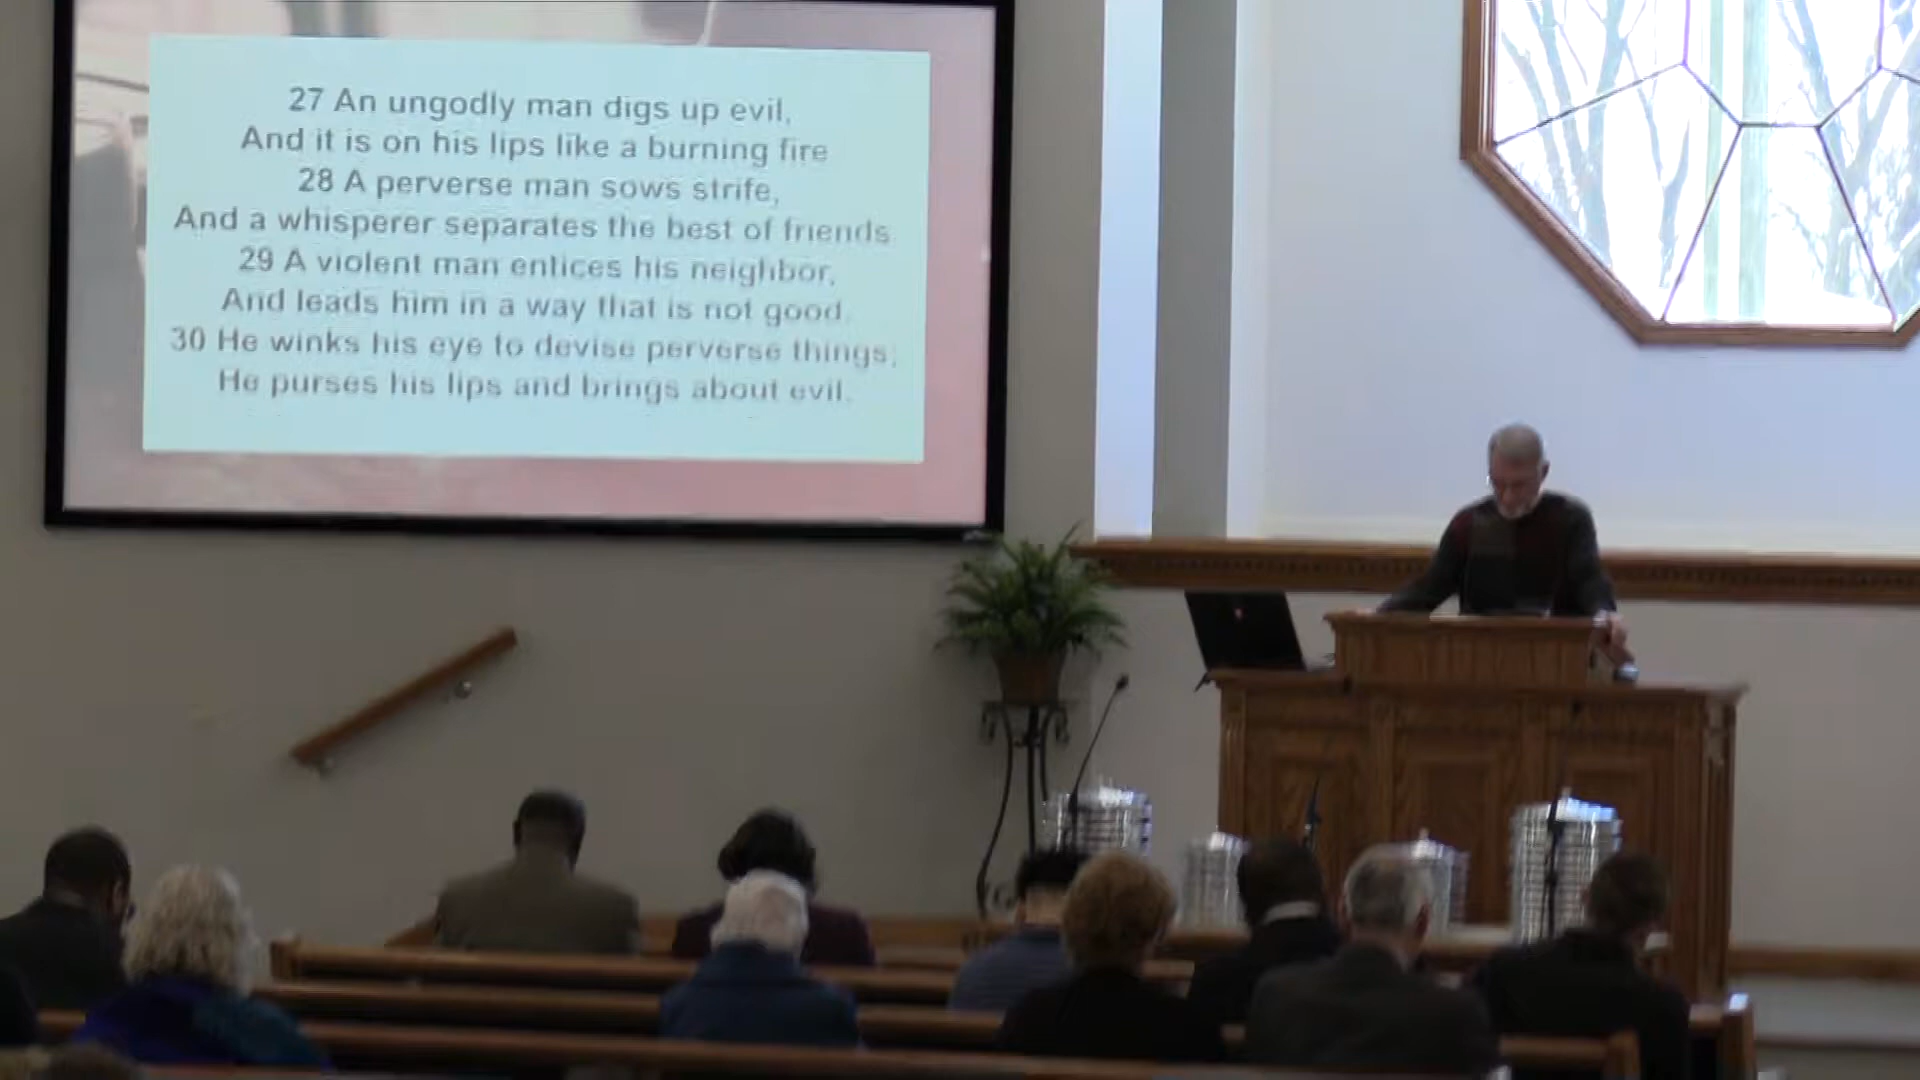 27 An ungodly man digs up evil,
And it is on his lips like a burning fire
28 A perverse man sows strife,
And a whisperer separates the best of friends
29 A violent man entices his neighbor,
And leads him in a way that is not good.
30 He winks his eye to devise perverse things;
He purses his lips and brings about evil.